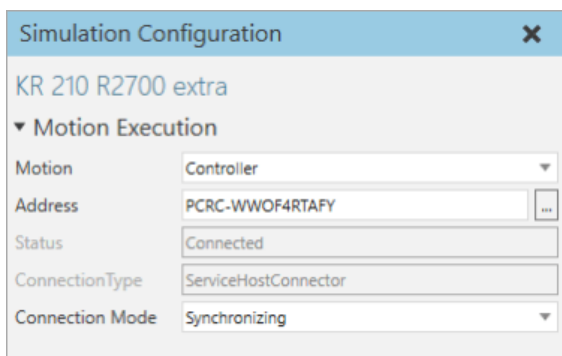 Simulation Configuration
KR 210 R2700 extra
Motion Execution
Motion Controller
Address PCRC-WWOF4RTAFY ...
Status Connected
ConnectionType ServiceHostConnector
Connection Mode Synchronizing